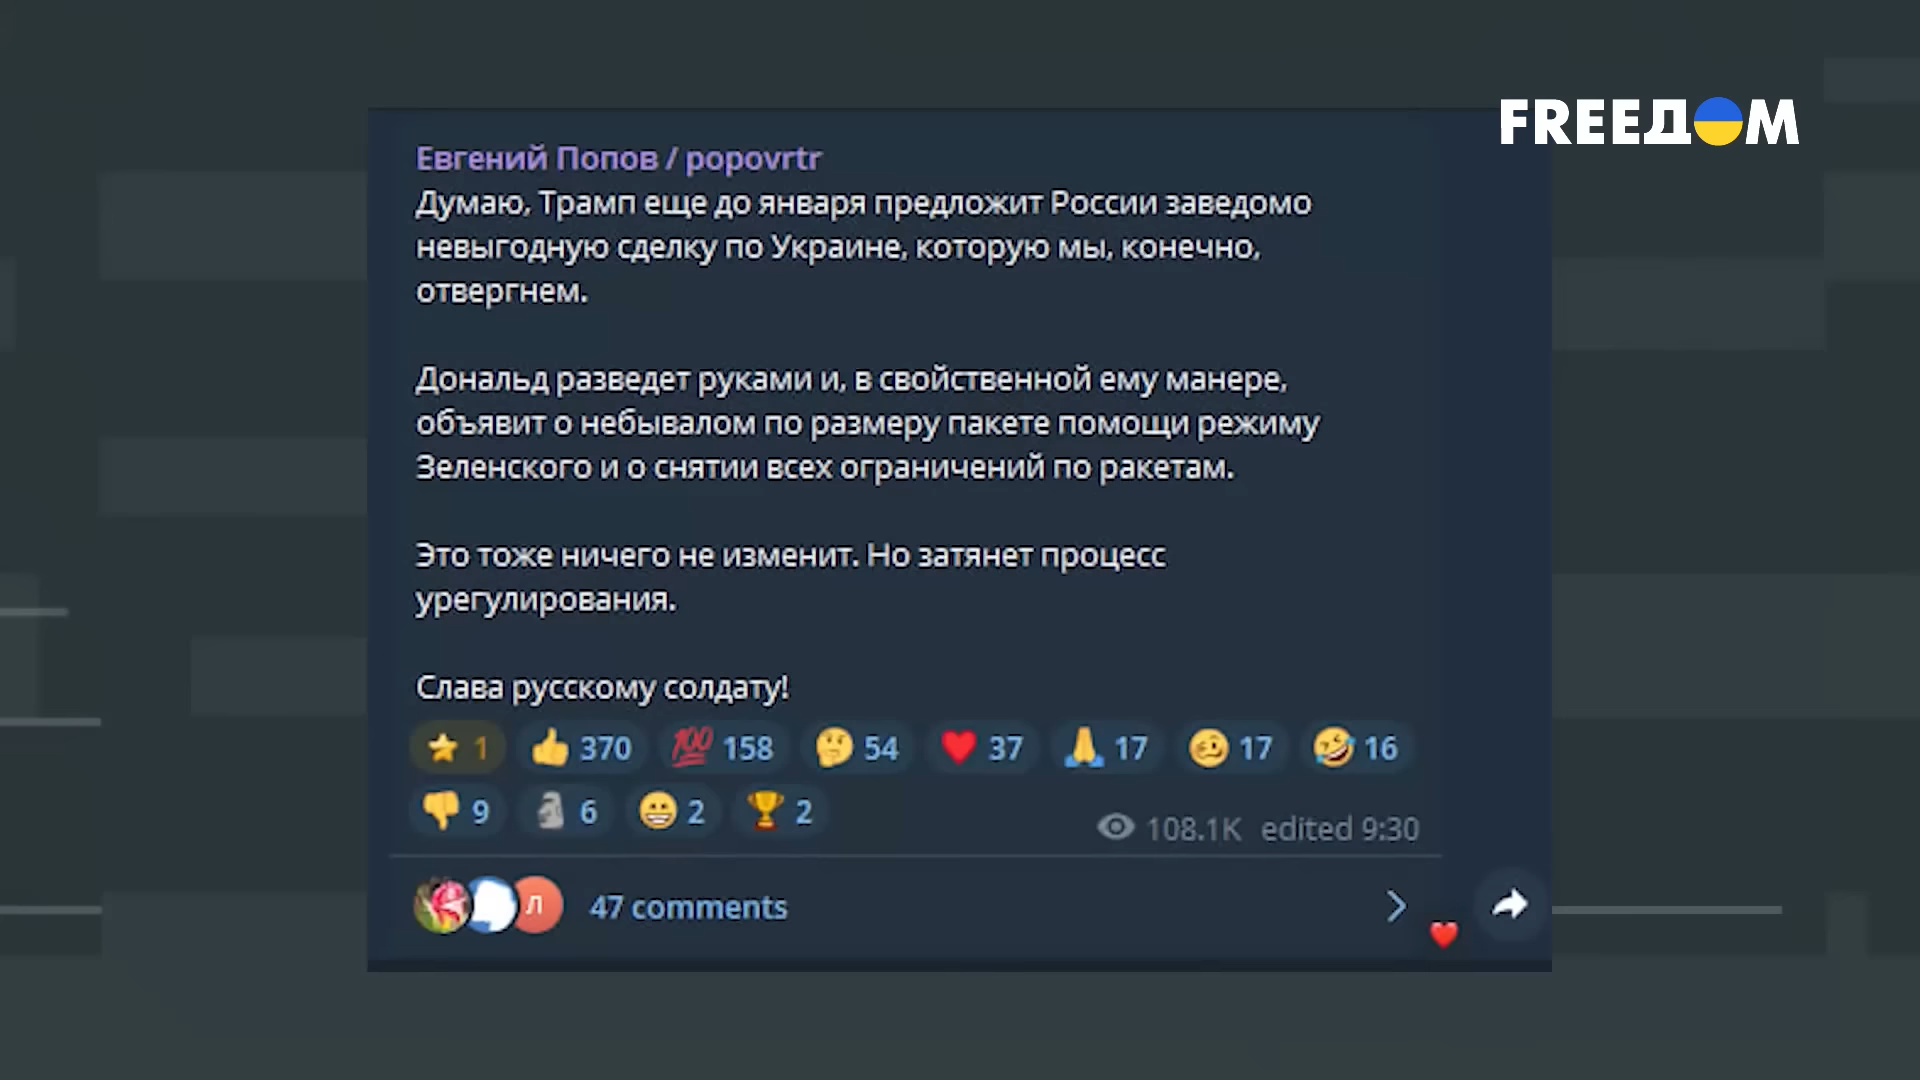 FREEДОМ
Евгений Попов / popovrtr
Думаю, Трамп еще до января предложит России заведомо
невыгодную сделку по Украине, которую мы, конечно,
отвергнем.
Дональд разведет руками и, в свойственной ему манере,
объявит о небывалом по размеру пакете помощи режиму
Зеленского и о снятии всех ограничений по ракетам.
Это тоже ничего не изменит. Но затянет процесс
урегулирования.
Слава русскому солдату!
1 370 100 158 54 37 17 17 16
9 6 2 2
108.1K edited 9:30
Л 47 comments